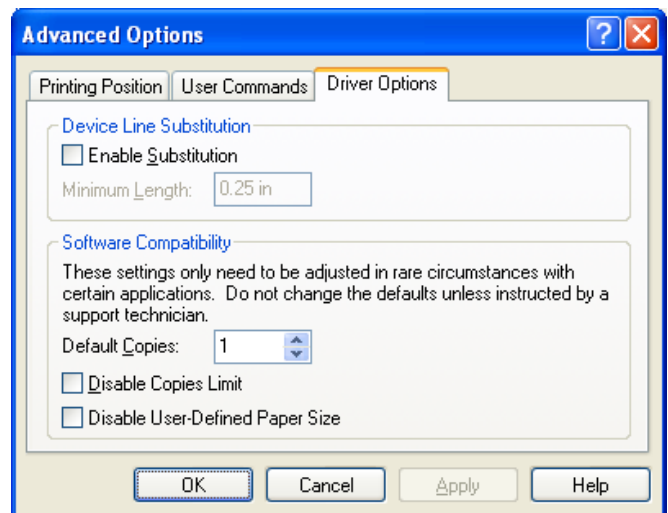 Advanced Options
Printing Position User Commands Driver Options
Device Line Substitution
Enable Substitution
Minimum Length: 0.25 in
Software Compatibility
These settings only need to be adjusted in rare circumstances with
certain applications. Do not change the defaults unless instructed by a
support technician.
Default Copies: 1
Disable Copies Limit
Disable User-Defined Paper Size
OK Cancel Apply Help